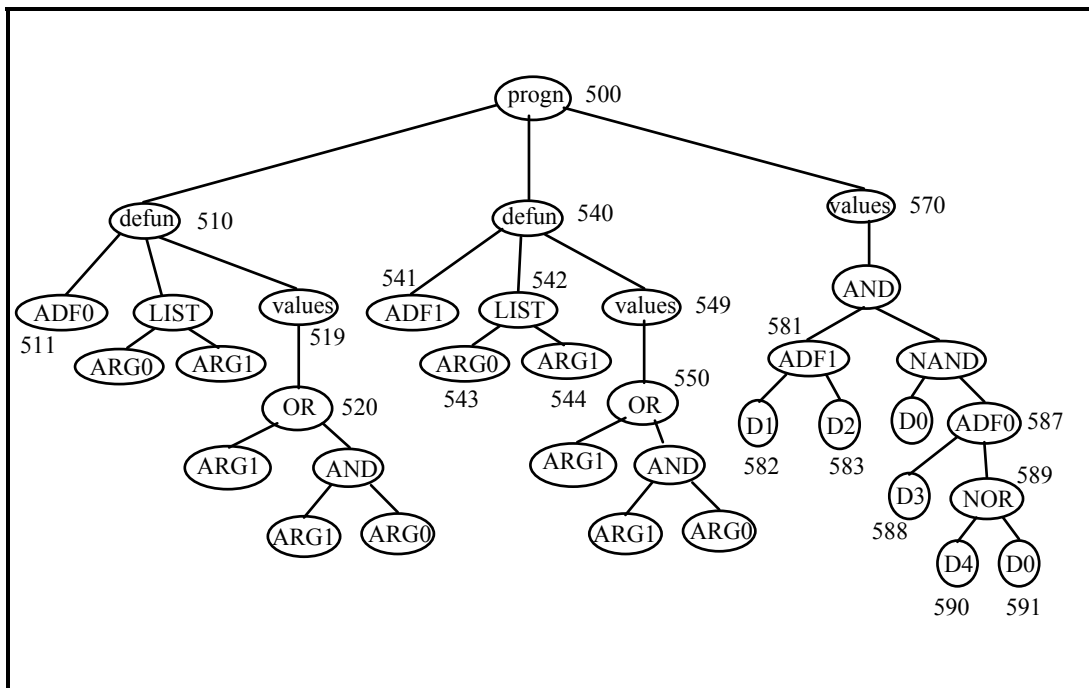 progn 500
defun 510
defun 540
values 570
541
542
AND
ADF0
LIST
values
ADF1
LIST
values 549
511
519
581
ARG0
ARG1
ARG0
ARG1
ADF1
NAND
543
544
550
OR 520
OR
D1
D2
D0
ADF0 587
582
583
ARG1
AND
ARG1
AND
589
D3
NOR
588
ARG1
ARG0
ARG1
ARG0
D4
D0
590
591